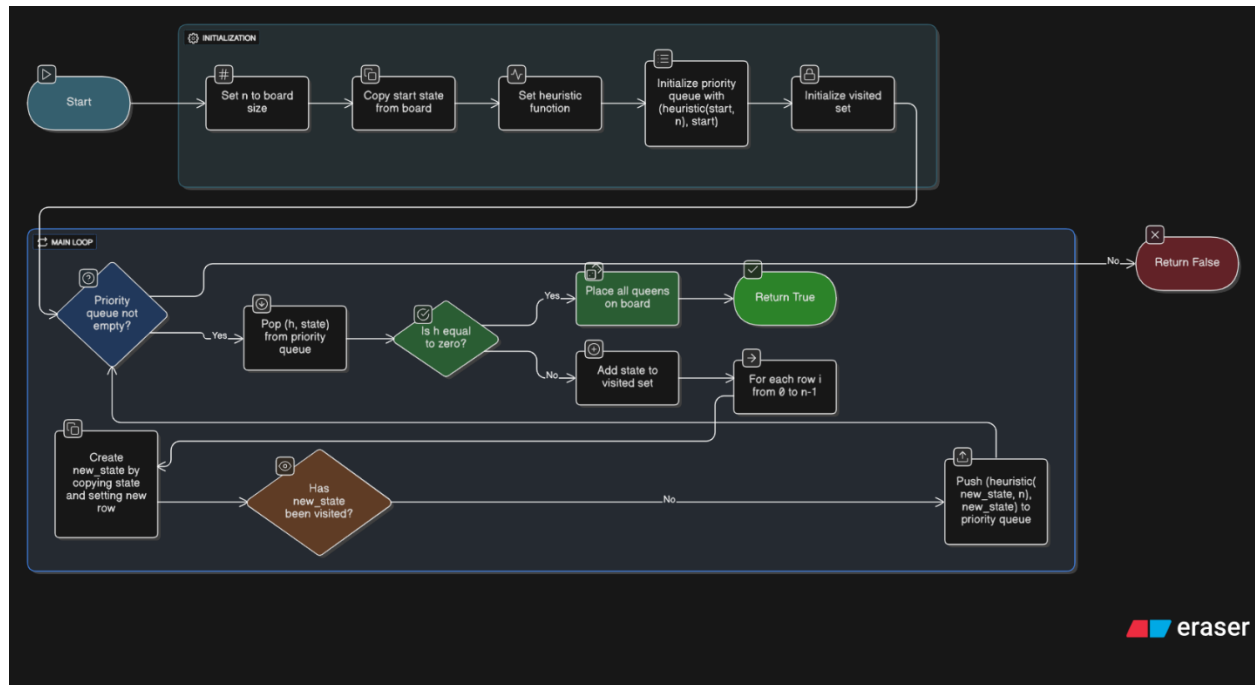 INITIALIZATION
Start
Set n to board
size
Copy start state
from board
Set heuristic
function
Initialize priority
queue with
(heuristic(start,
n), start)
Initialize visited
set
MAIN LOOP
Priority
queue not
empty?
No
Return False
Yes
Pop (h, state)
from priority
queue
Is h equal
to zero?
Yes
Place all queens
on board
Return True
No
Add state to
visited set
For each row i
from 0 to n-1
Create
new_state by
copying state
and setting new
row
Has
new_state
been visited?
No
Push (heuristic(
new_state, n),
new_state) to
priority queue
eraser